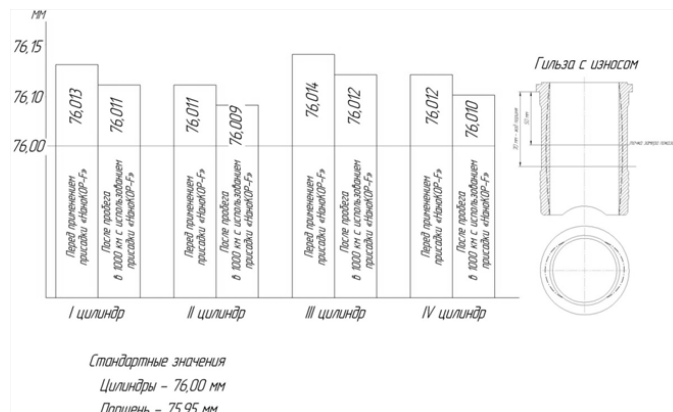 мм
76,15
76,10
76,00
76,013
76,011
76,011
76,009
76,014
76,012
76,012
76,010
Перед применением
присадки «НаноКОР-F»
После пробега
в 1000 км с использованием
присадки «НаноКОР-F»
Перед применением
присадки «НаноКОР-F»
После пробега
в 1000 км с использованием
присадки «НаноКОР-F»
Перед применением
присадки «НаноКОР-F»
После пробега
в 1000 км с использованием
присадки «НаноКОР-F»
Перед применением
присадки «НаноКОР-F»
После пробега
в 1000 км с использованием
присадки «НаноКОР-F»
I цилиндр
II цилиндр
III цилиндр
IV цилиндр
Гильза с износом
Стандартные значения
Цилиндры - 76,00 мм
Поршень - 75,95 мм